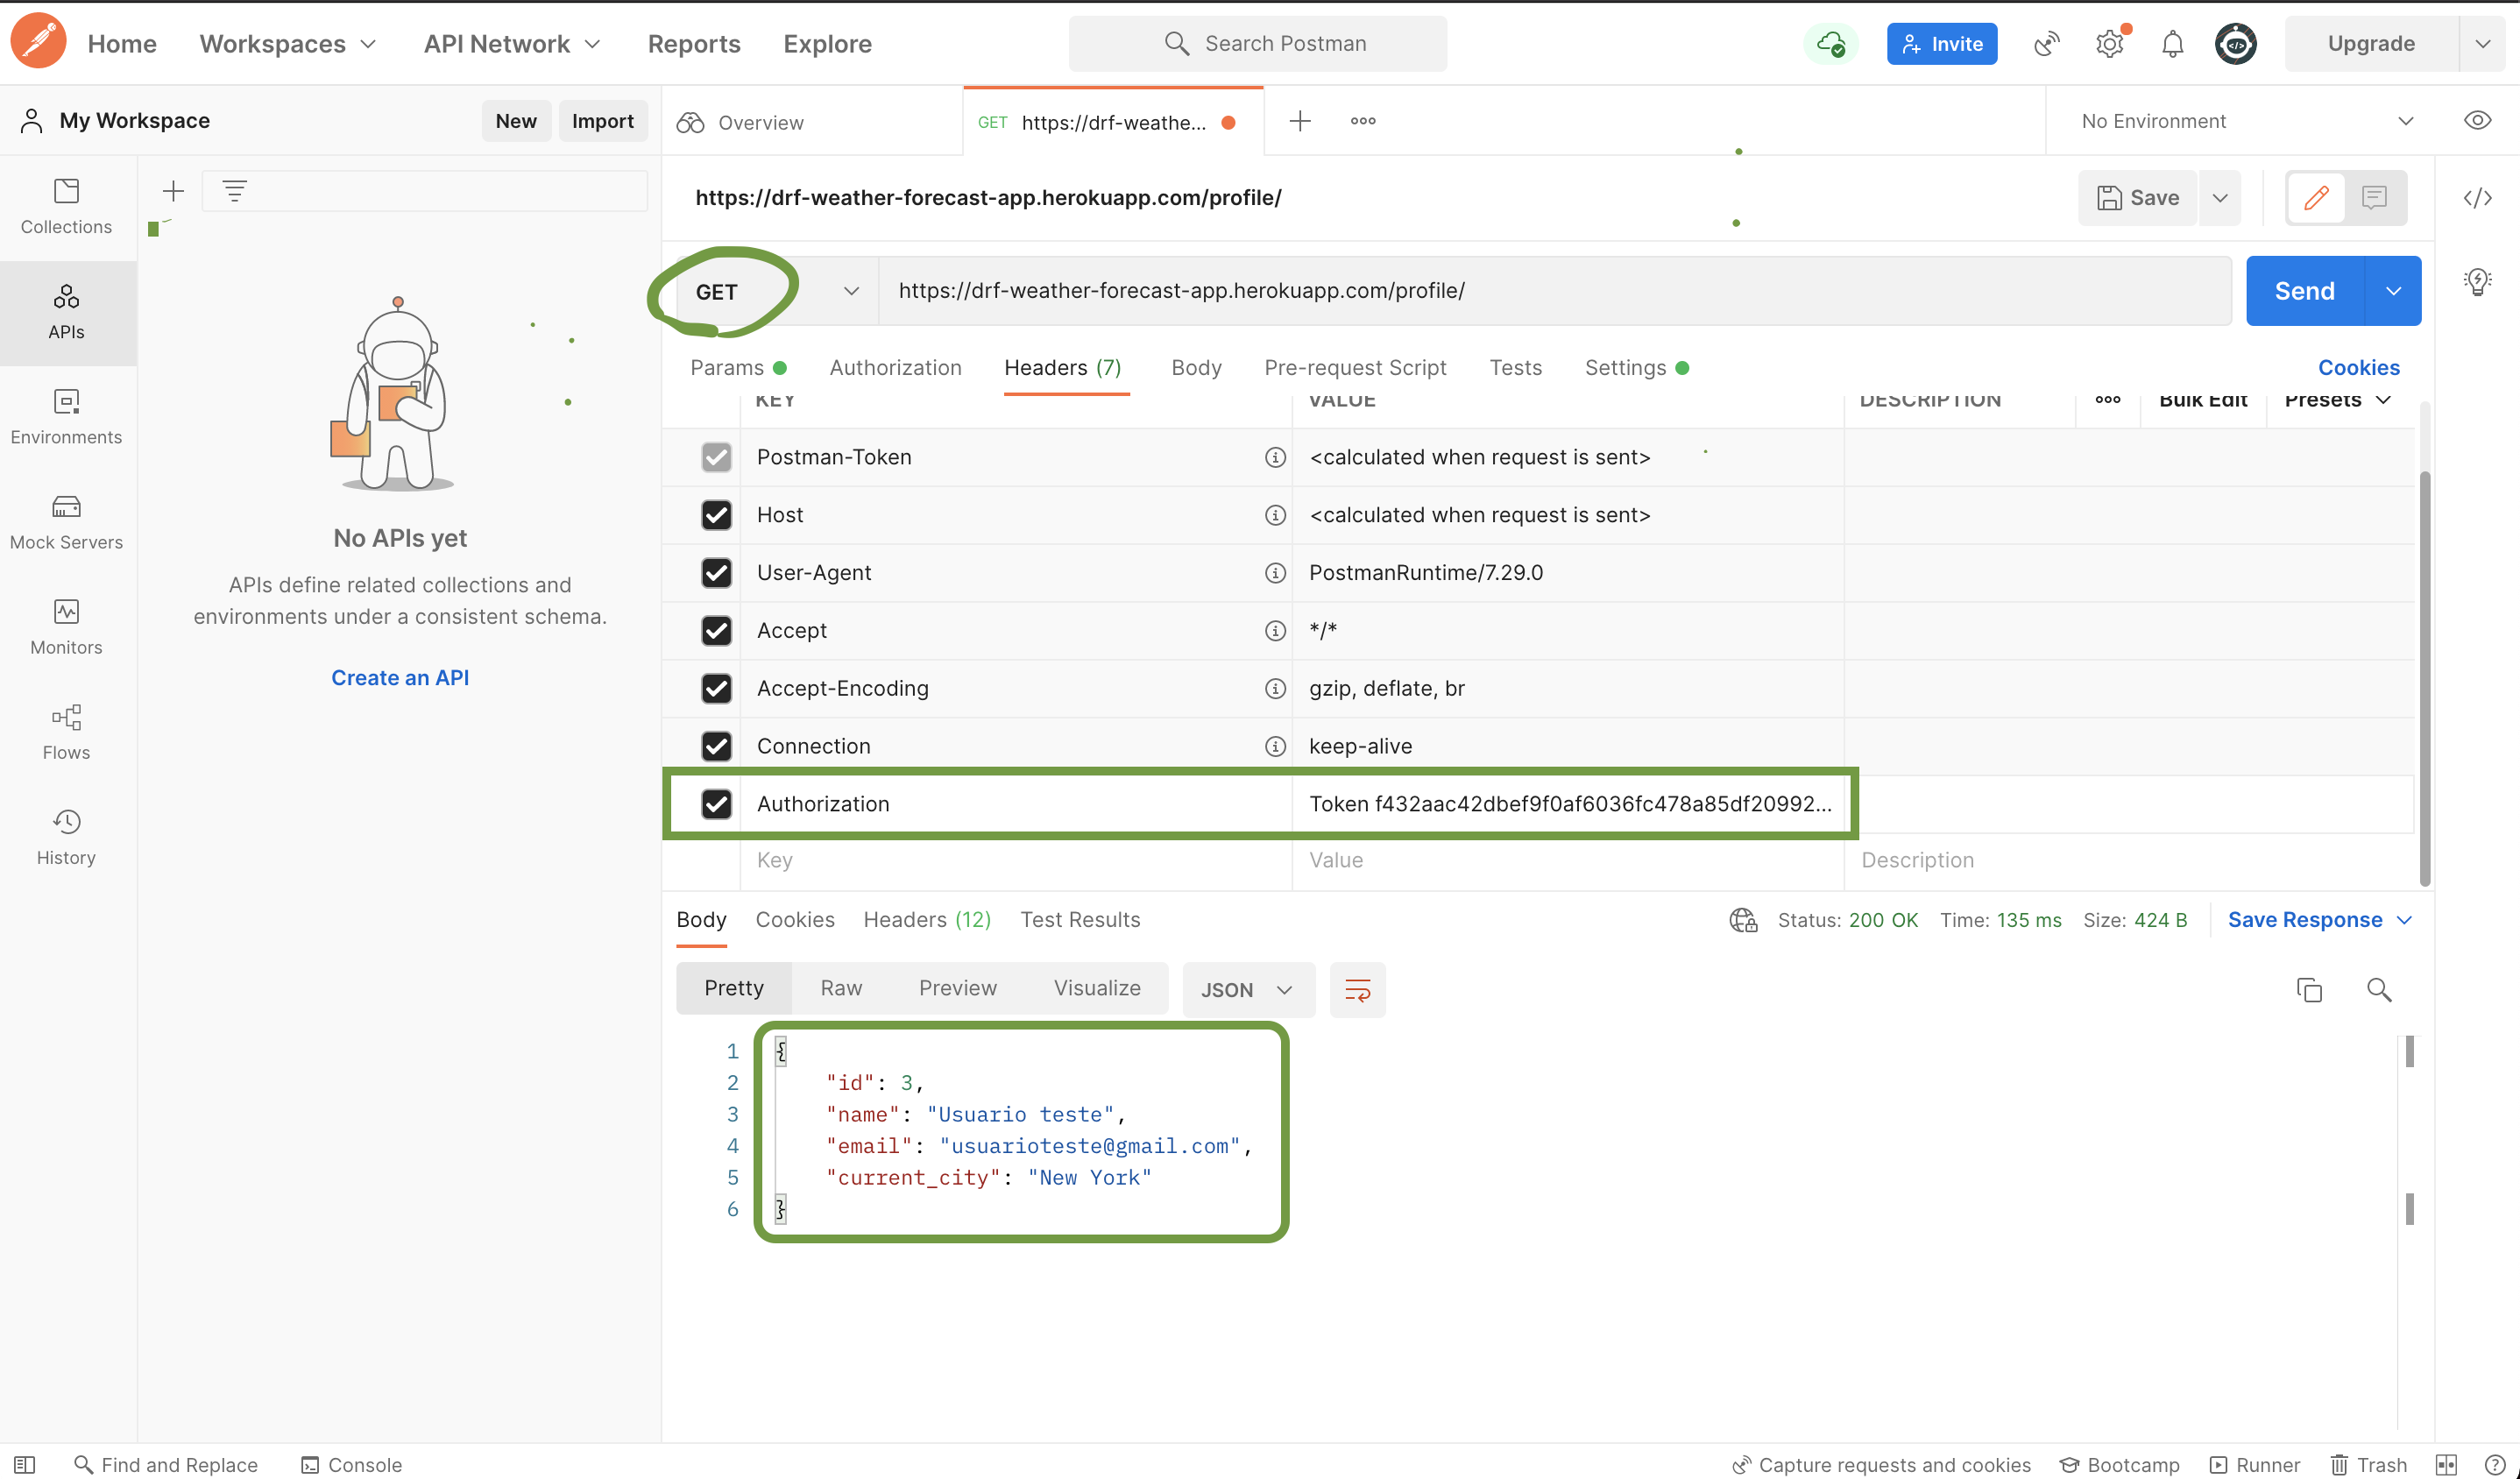 Home Workspaces API Network Reports Explore Search Postman Invite Upgrade
My Workspace New Import Overview GET https://drf-weathe... No Environment
Collections
APIs
Environments
Mock Servers
Monitors
Flows
History
No APIs yet
APIs define related collections and
environments under a consistent schema.
Create an API
https://drf-weather-forecast-app.herokuapp.com/profile/ Save
GET https://drf-weather-forecast-app.herokuapp.com/profile/ Send
Params Authorization Headers (7) Body Pre-request Script Tests Settings Cookies
KEY VALUE DESCRIPTION Bulk Edit Presets
Postman-Token <calculated when request is sent>
Host <calculated when request is sent>
User-Agent PostmanRuntime/7.29.0
Accept */*
Accept-Encoding gzip, deflate, br
Connection keep-alive
Authorization Token f432aac42dbef9f0af6036fc478a85df20992...
Key Value Description
Body Cookies Headers (12) Test Results Status: 200 OK Time: 135 ms Size: 424 B Save Response
Pretty Raw Preview Visualize JSON
1 {
2 "id": 3,
3 "name": "Usuario teste",
4 "email": "usuarioteste@gmail.com",
5 "current_city": "New York"
6 }
Find and Replace Console Capture requests and cookies Bootcamp Runner Trash